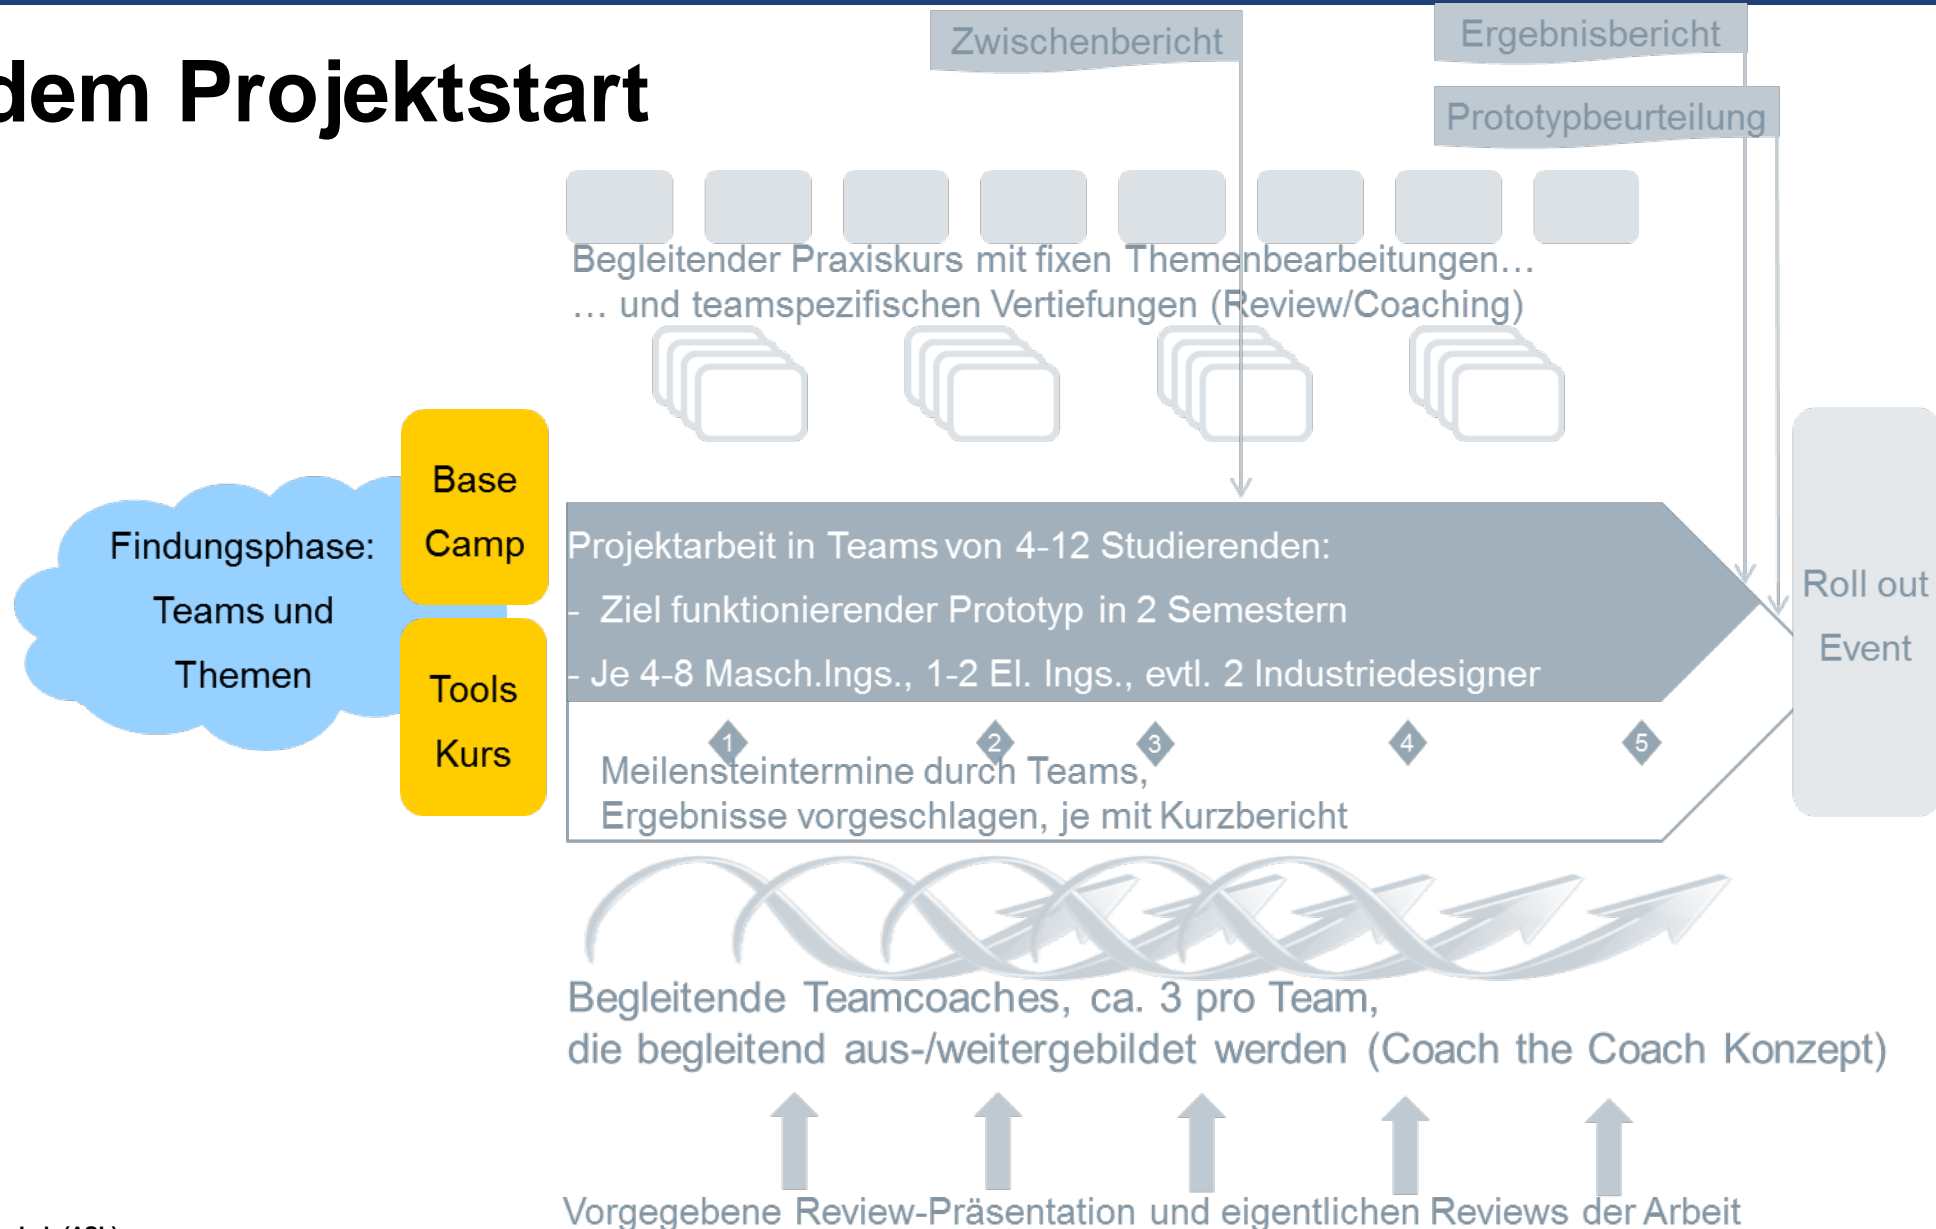 dem Projektstart
Zwischenbericht
Ergebnisbericht
Prototypbeurteilung
Begleitender Praxiskurs mit fixen Themenbearbeitungen…
… und teamspezifischen Vertiefungen (Review/Coaching)
Findungsphase:
Teams und
Themen
Base
Camp
Tools
Kurs
Projektarbeit in Teams von 4-12 Studierenden:
- Ziel funktionierender Prototyp in 2 Semestern
- Je 4-8 Masch.Ings., 1-2 El. Ings., evtl. 2 Industriedesigner
1 2 3 4 5
Meilensteintermine durch Teams,
Ergebnisse vorgeschlagen, je mit Kurzbericht
Roll out
Event
Begleitende Teamcoaches, ca. 3 pro Team,
die begleitend aus-/weitergebildet werden (Coach the Coach Konzept)
Vorgegebene Review-Präsentation und eigentlichen Reviews der Arbeit